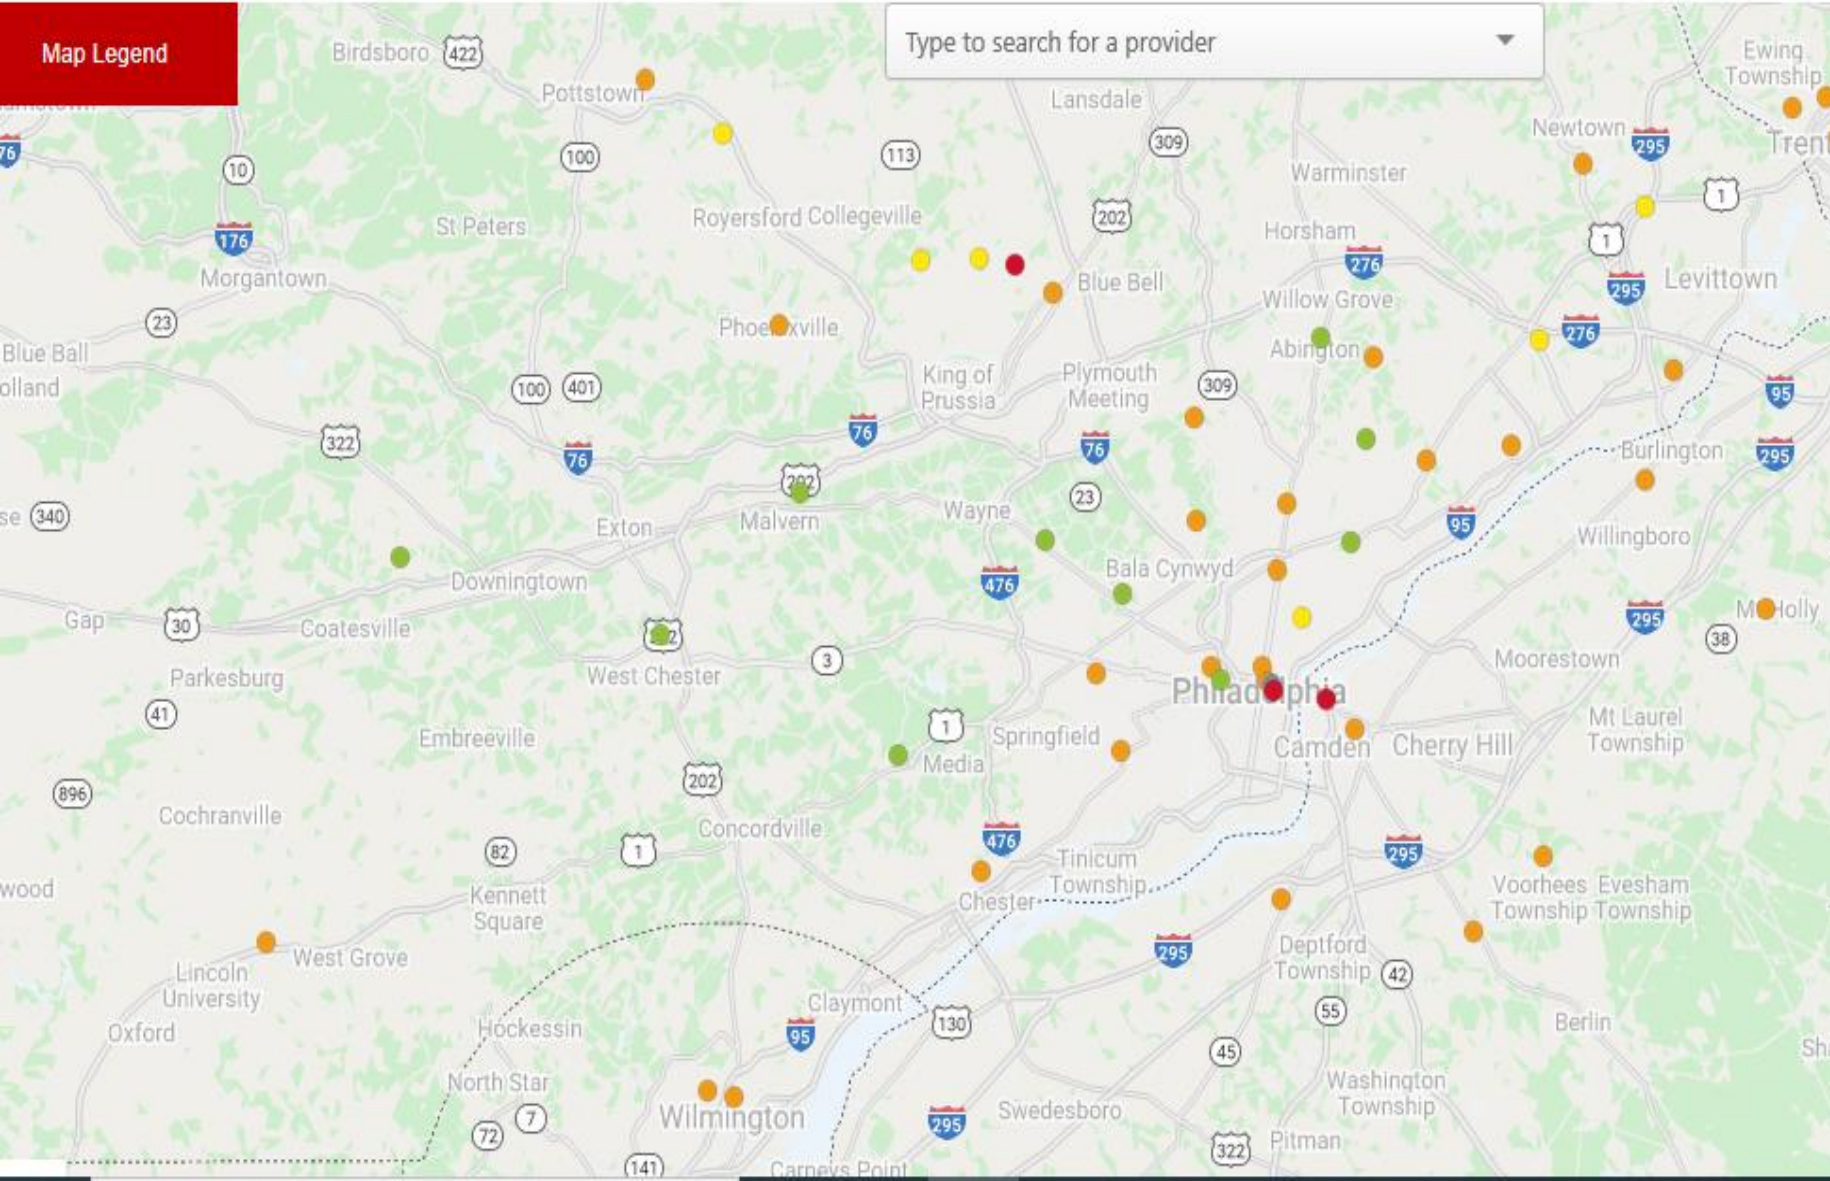 Map Legend
Type to search for a provider
Birdsboro
422
Pottstown
Lansdale
Ewing
Township
Newtown
295
309
76
100
113
10
Warminster
1
Royersford Collegeville
202
St Peters
Horsham
1
176
276
Morgantown
Blue Bell
295
Levittown
Willow Grove
23
276
Blue Ball
Abington
King of
Prussia
Plymouth
Meeting
100
401
309
95
322
76
76
76
Burlington
295
202
23
340
Wayne
Malvern
Exton
95
Willingboro
Bala Cynwyd
476
Downingtown
Gap
30
Coatesville
295
38
3
Moorestown
Parkesburg
West Chester
Philadelphia
41
1
Mt Laurel
Township
Embreeville
Springfield
Camden
Cherry Hill
Media
202
896
Cochranville
Concordville
82
1
476
295
Tinicum
Township
wood
Kennett
Square
Chester
Voorhees
Township
Evesham
Township
West Grove
295
Deptford
Township
42
Lincoln
University
Claymont
55
Oxford
Hockessin
95
130
Berlin
45
North Star
Washington
Township
Wilmington
7
72
Swedesboro
295
322
Pitman
141
Carneys Point